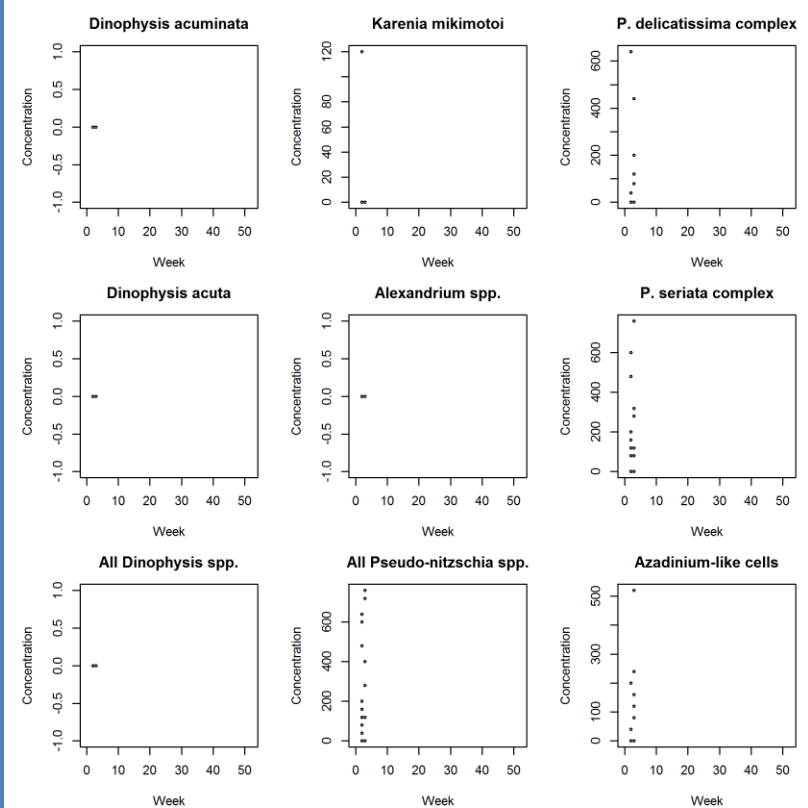 Dinophysis acuminata
Concentration
1.0
0.5
0.0
-0.5
-1.0
0 10 20 30 40 50
Week
Karenia mikimotoi
Concentration
120
80
60
40
20
0
0 10 20 30 40 50
Week
P. delicatissima complex
Concentration
600
400
200
0
0 10 20 30 40 50
Week
Dinophysis acuta
Concentration
1.0
0.5
0.0
-0.5
-1.0
0 10 20 30 40 50
Week
Alexandrium spp.
Concentration
1.0
0.5
0.0
-0.5
-1.0
0 10 20 30 40 50
Week
P. seriata complex
Concentration
600
400
200
0
0 10 20 30 40 50
Week
All Dinophysis spp.
Concentration
1.0
0.5
0.0
-0.5
-1.0
0 10 20 30 40 50
Week
All Pseudo-nitzschia spp.
Concentration
600
400
200
0
0 10 20 30 40 50
Week
Azadinium-like cells
Concentration
500
300
100
0
0 10 20 30 40 50
Week